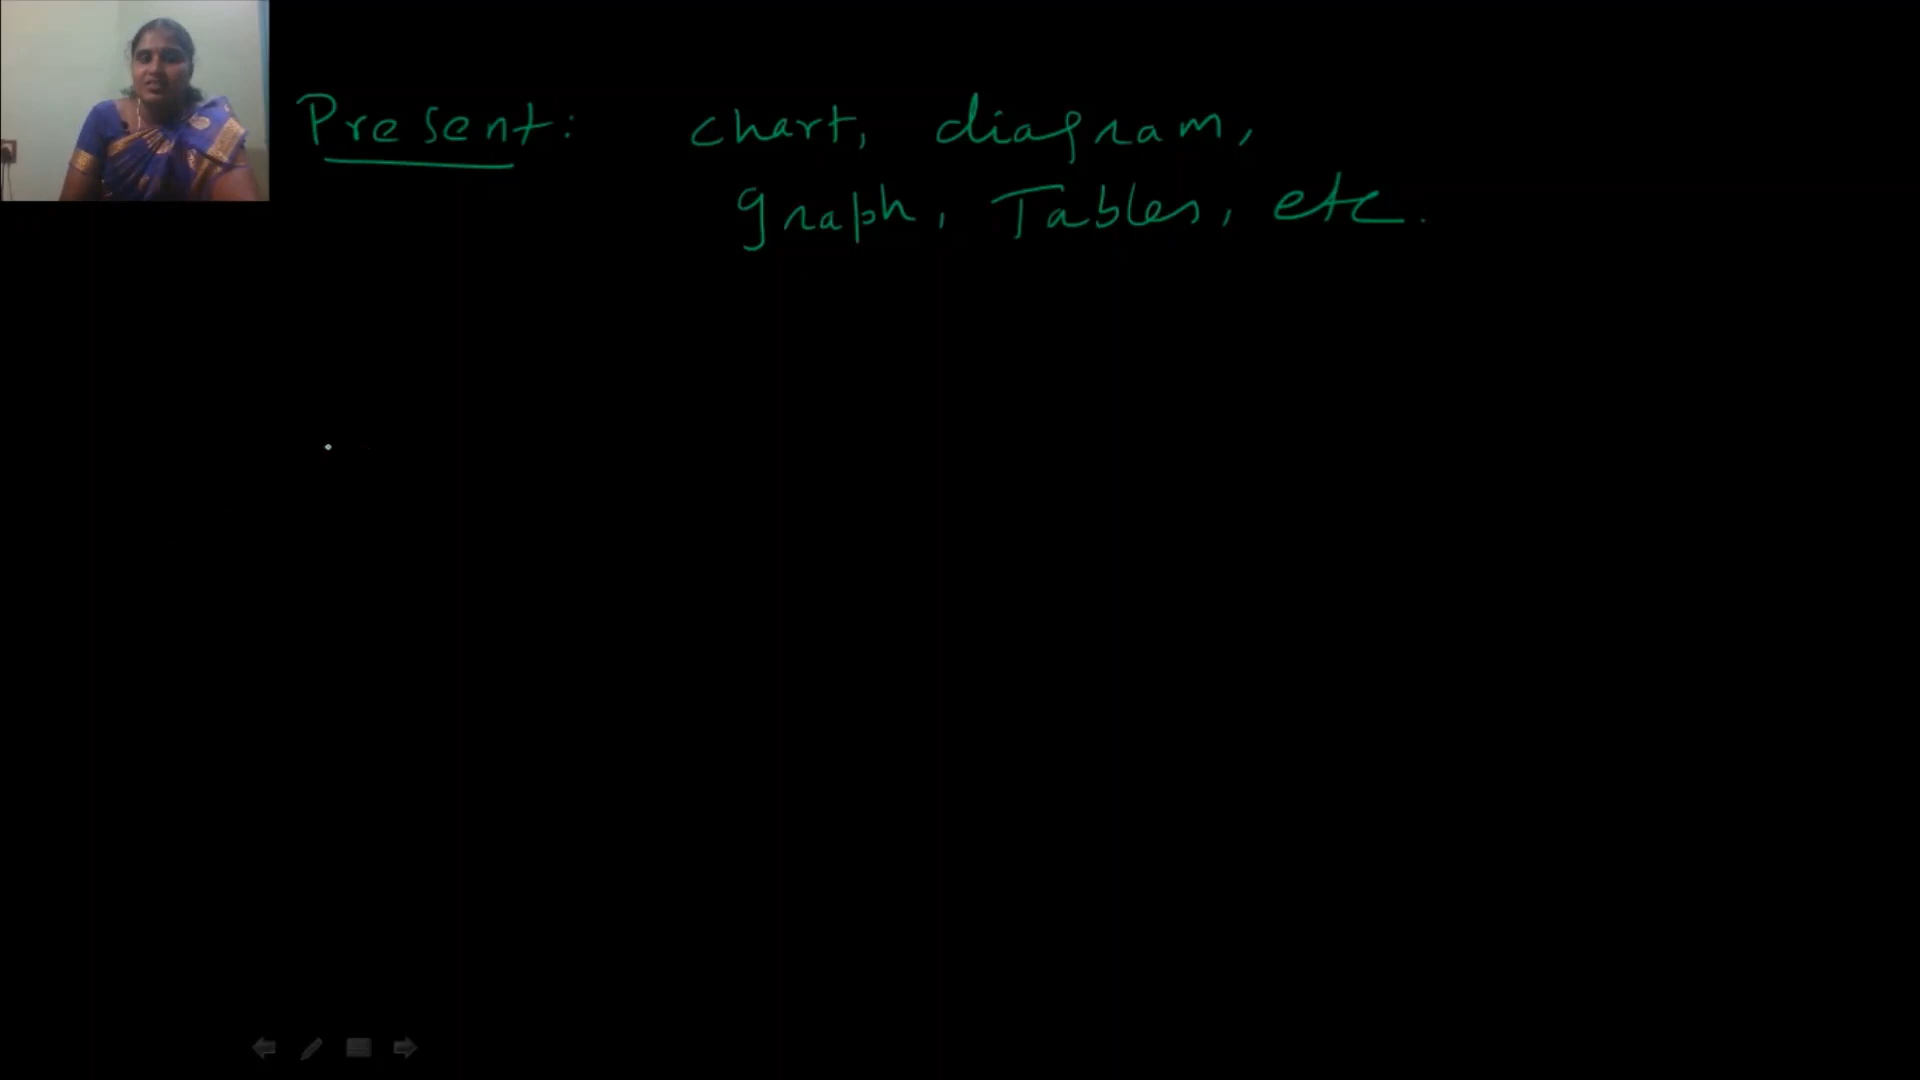 Present: chart, diagram,
graph, Tables, etc.